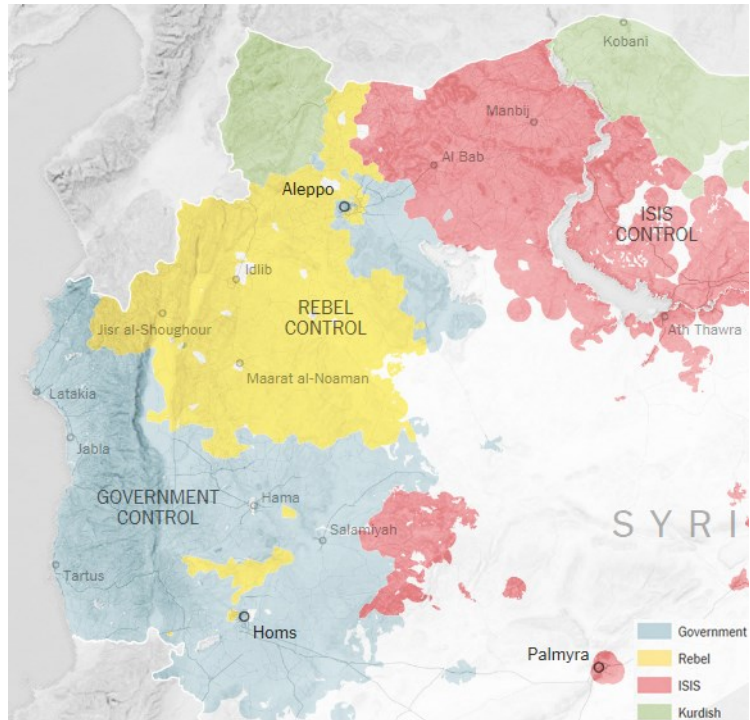 Kobani
Manbij
Al Bab
Aleppo
ISIS
CONTROL
Idlib
REBEL
CONTROL
Jisr al-Shoughour
Ath Thawra
Maarat al-Noaman
Latakia
Jabla
GOVERNMENT
CONTROL
Hama
SYRI
Salamiyah
Tartus
Homs
Palmyra
Government
Rebel
ISIS
Kurdish